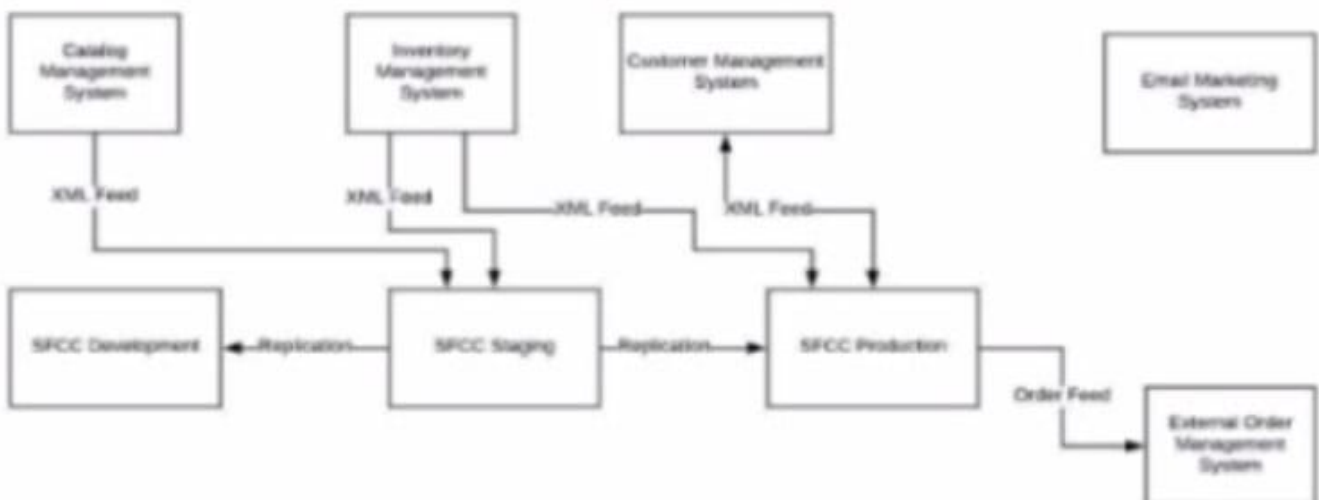 Catalog
Management
System
Inventory
Management
System
Customer Management
System
Email Marketing
System
XML Feed
XML Feed
XML Feed
XML Feed
SFCC Development
Replication
SFCC Staging
Replication
SFCC Production
Order Feed
External Order
Management
System